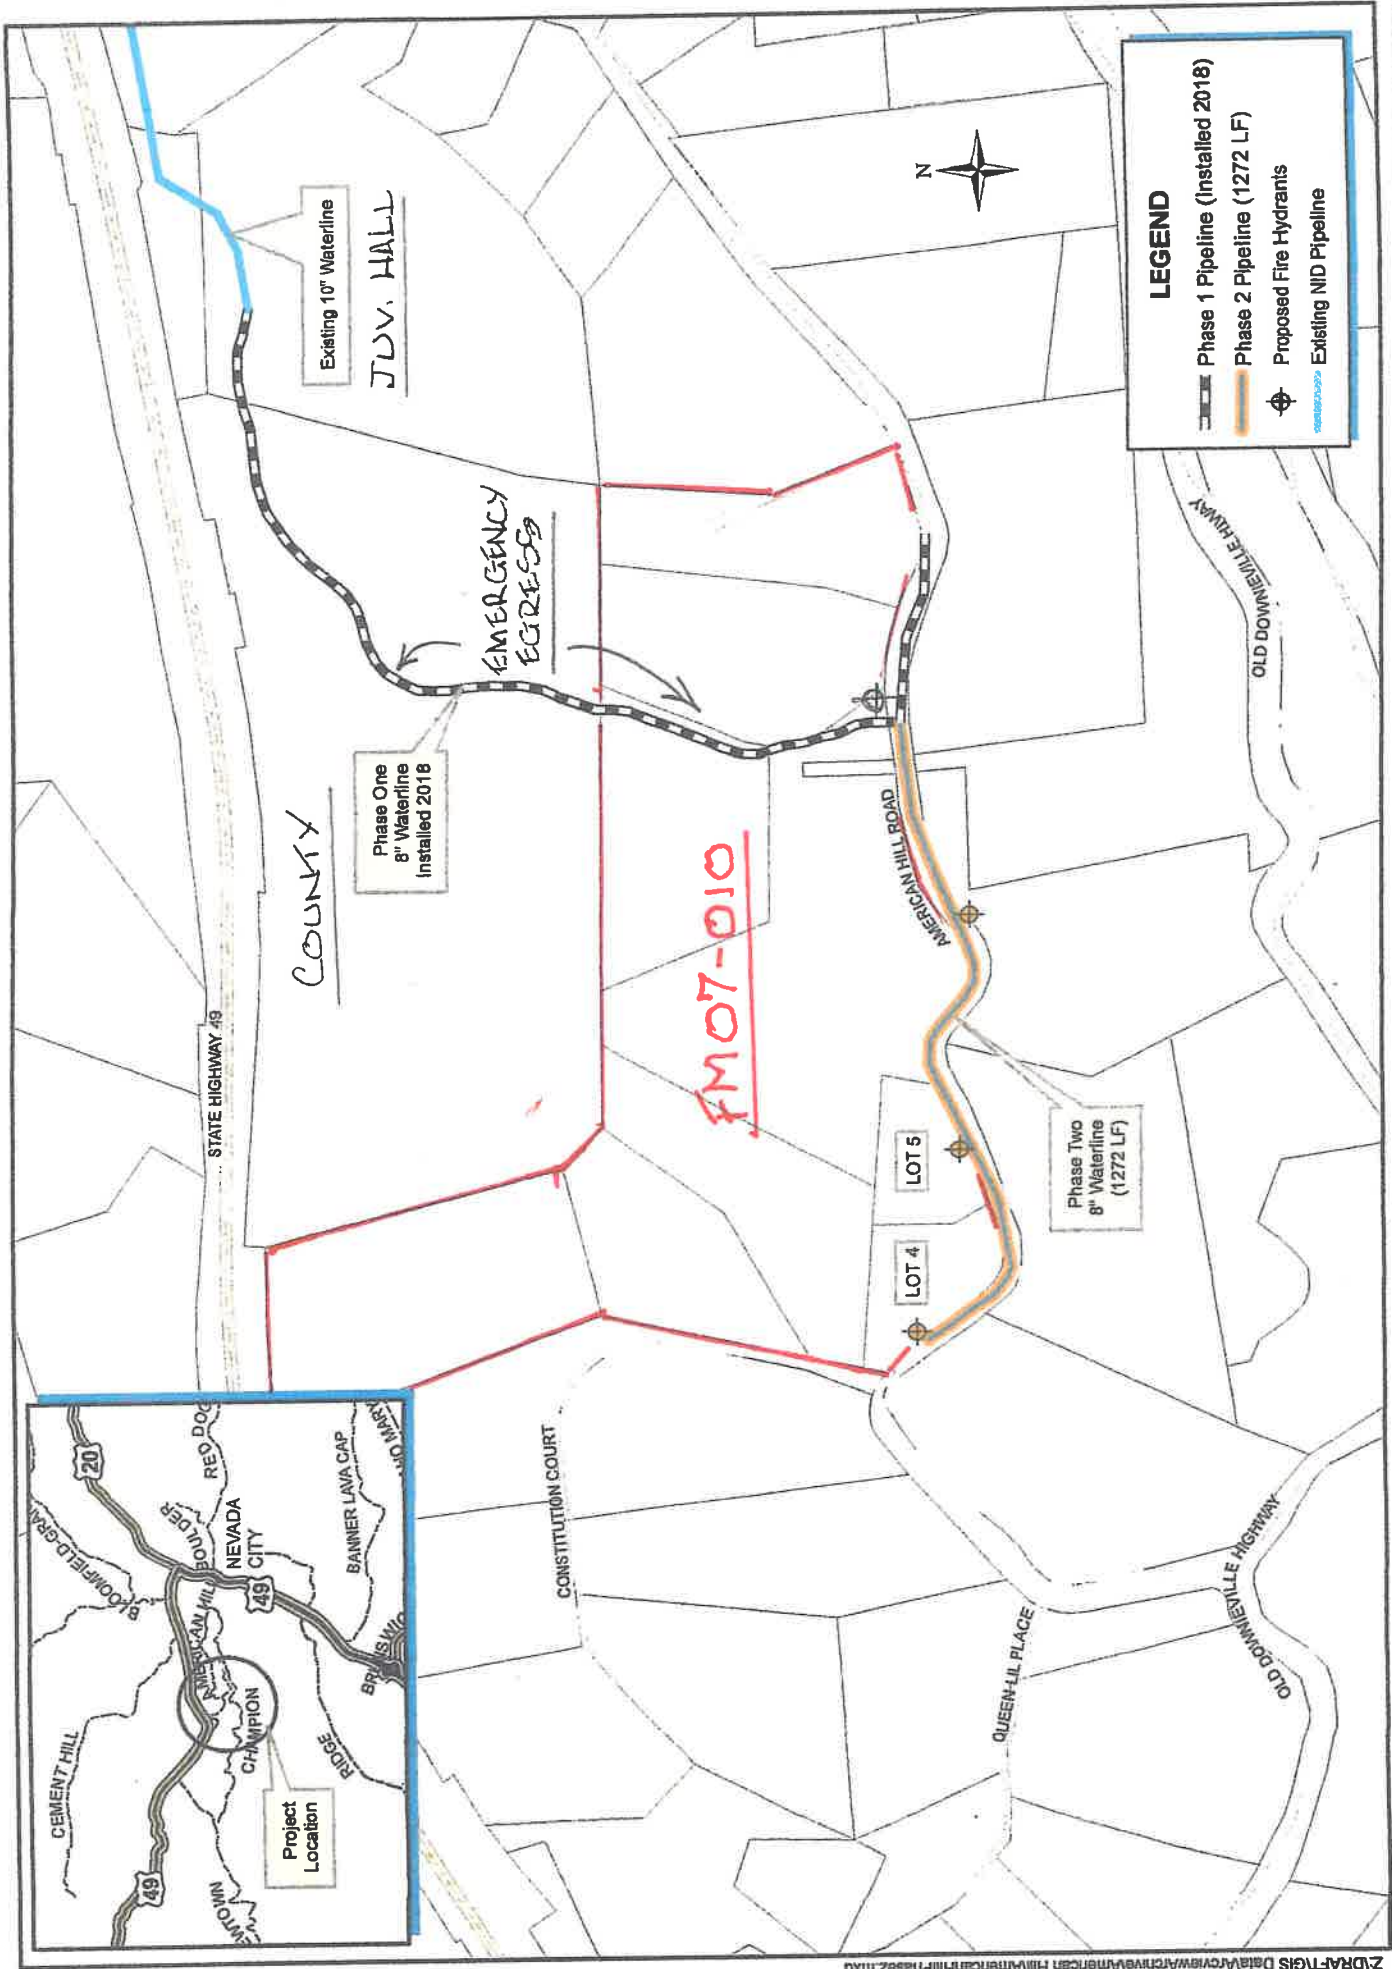 CEMENT HILL
LOOMFIELD-GRA
20
49
BOULDER
RED DOG
NEVADA
CITY
49
BANNER LAVA CAP
CHAMPION
RIDGE
Project
Location
STATE HIGHWAY 49
COUNTY
Phase One
8" Waterline
Installed 2018
EMERGENCY
EGRESS
Existing 10" Waterline
JUV. HALL
FM07-010
CONSTITUTION COURT
LOT 4
LOT 5
AMERICAN HILL ROAD
Phase Two
8" Waterline
(1272 LF)
QUEEN LIL PLACE
OLD DOWNIEVILLE HIGHWAY
OLD DOWNIEVILLE HIWAY
N
LEGEND
Phase 1 Pipeline (Installed 2018)
Phase 2 Pipeline (1272 LF)
Proposed Fire Hydrants
Existing NID Pipeline